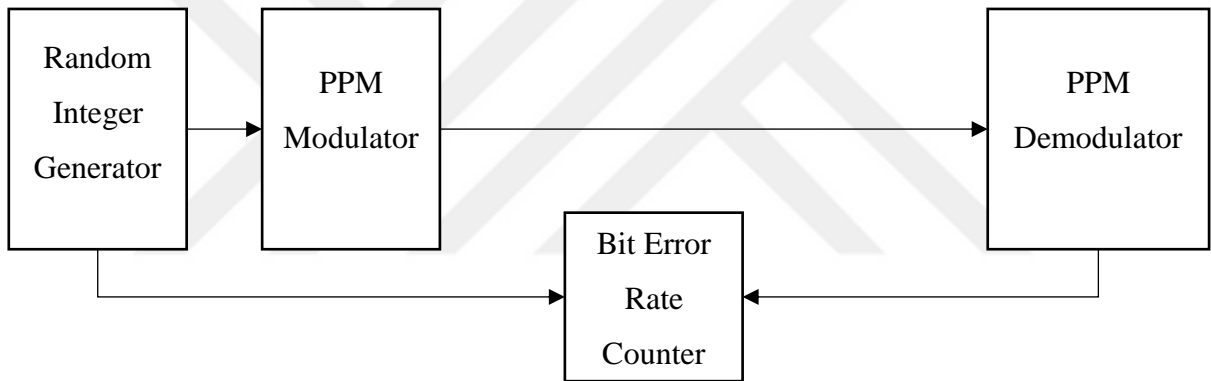 Random
Integer
Generator
PPM
Modulator
PPM
Demodulator
Bit Error
Rate
Counter